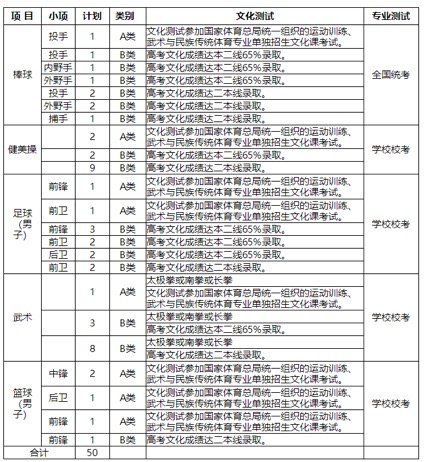 项 目 小项 计划 类别 文化测试 专业测试
棒球 投手 1 A类 文化测试参加国家体育总局统一组织的运动训练、 全国统考
武术与民族传统体育专业单独招生文化课考试。
投手 1 B类 高考文化成绩达本二线65%录取。
内野手 1 B类 高考文化成绩达本二线65%录取。
外野手 1 B类 高考文化成绩达本二线65%录取。
投手 2 B类 高考文化成绩达二本线录取。
外野手 2 B类 高考文化成绩达二本线录取。
捕手 1 B类 高考文化成绩达二本线录取。
健美操 2 A类 文化测试参加国家体育总局统一组织的运动训练、 学校校考
武术与民族传统体育专业单独招生文化课考试。
2 B类 高考文化成绩达本二线65%录取。
9 B类 高考文化成绩达二本线录取。
足球
（男
子） 前锋 1 A类 文化测试参加国家体育总局统一组织的运动训练、 学校校考
武术与民族传统体育专业单独招生文化课考试。
前卫 1 A类 文化测试参加国家体育总局统一组织的运动训练、
武术与民族传统体育专业单独招生文化课考试。
前锋 3 B类 高考文化成绩达本二线65%录取。
前卫 2 B类 高考文化成绩达本二线65%录取。
后卫 2 B类 高考文化成绩达本二线65%录取。
前卫 2 B类 高考文化成绩达二本线录取。
武术 1 A类 太极拳或南拳或长拳 学校校考
文化测试参加国家体育总局统一组织的运动训练、
武术与民族传统体育专业单独招生文化课考试。
3 B类 太极拳或南拳或长拳
高考文化成绩达本二线65%录取。
8 B类 太极拳或南拳或长拳
高考文化成绩达二本线录取。
篮球
（男
子） 中锋 2 A类 文化测试参加国家体育总局统一组织的运动训练、 学校校考
武术与民族传统体育专业单独招生文化课考试。
后卫 1 A类 文化测试参加国家体育总局统一组织的运动训练、
武术与民族传统体育专业单独招生文化课考试。
前锋 1 A类 文化测试参加国家体育总局统一组织的运动训练、
武术与民族传统体育专业单独招生文化课考试。
前锋 1 B类 高考文化成绩达二本线录取。
合计 50